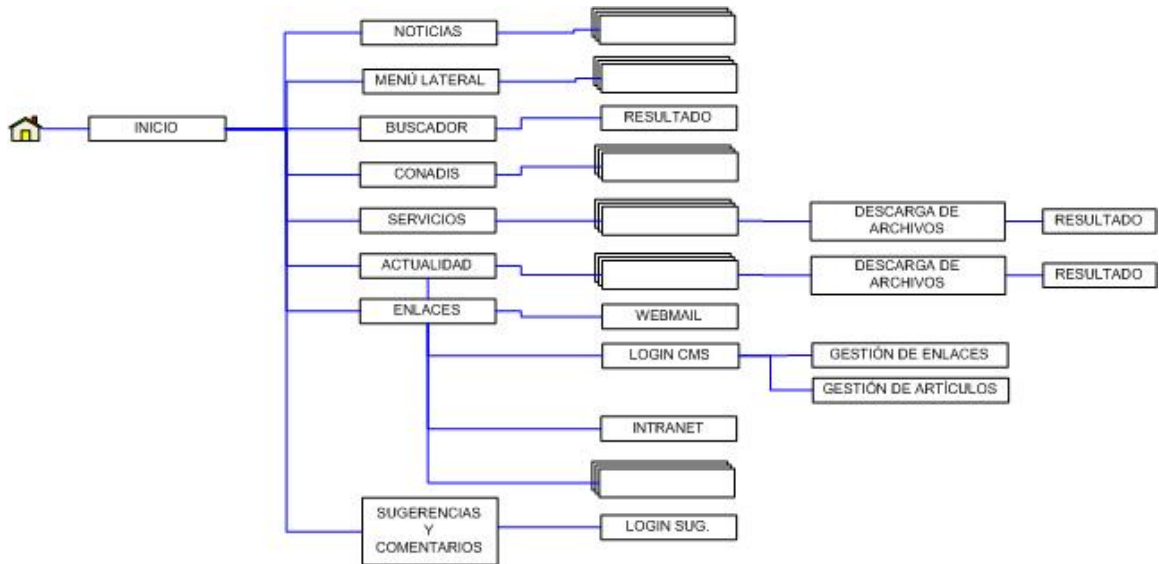 NOTICIAS
MENÚ LATERAL
INICIO
BUSCADOR
RESULTADO
CONADIS
SERVICIOS
DESCARGA DE
ARCHIVOS
RESULTADO
ACTUALIDAD
DESCARGA DE
ARCHIVOS
RESULTADO
ENLACES
WEBMAIL
LOGIN CMS
GESTIÓN DE ENLACES
GESTIÓN DE ARTÍCULOS
INTRANET
SUGERENCIAS
Y
COMENTARIOS
LOGIN SUG.